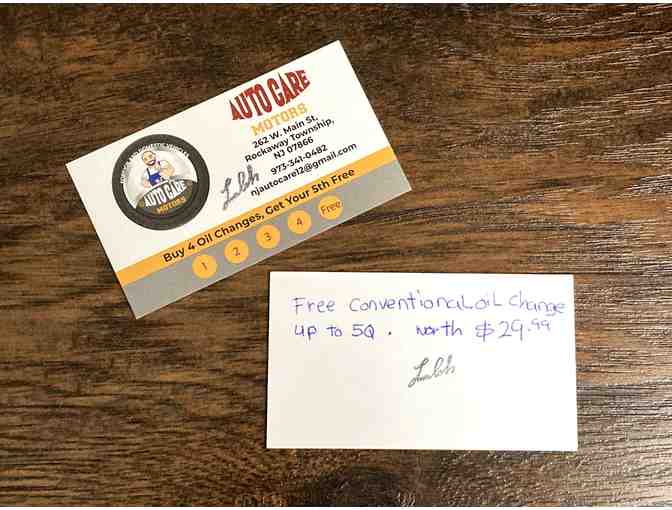 AUTO CARE
MOTORS
262 W. Main St,
Rockaway Township,
NJ 07866
973-341-0482
njautocare12@gmail.com
AUTO CARE
MOTORS
Buy 4 Oil Changes, Get Your 5th Free
1 2 3 4 Free
Free Conventional oil Change
up to 5Q. worth $29.99